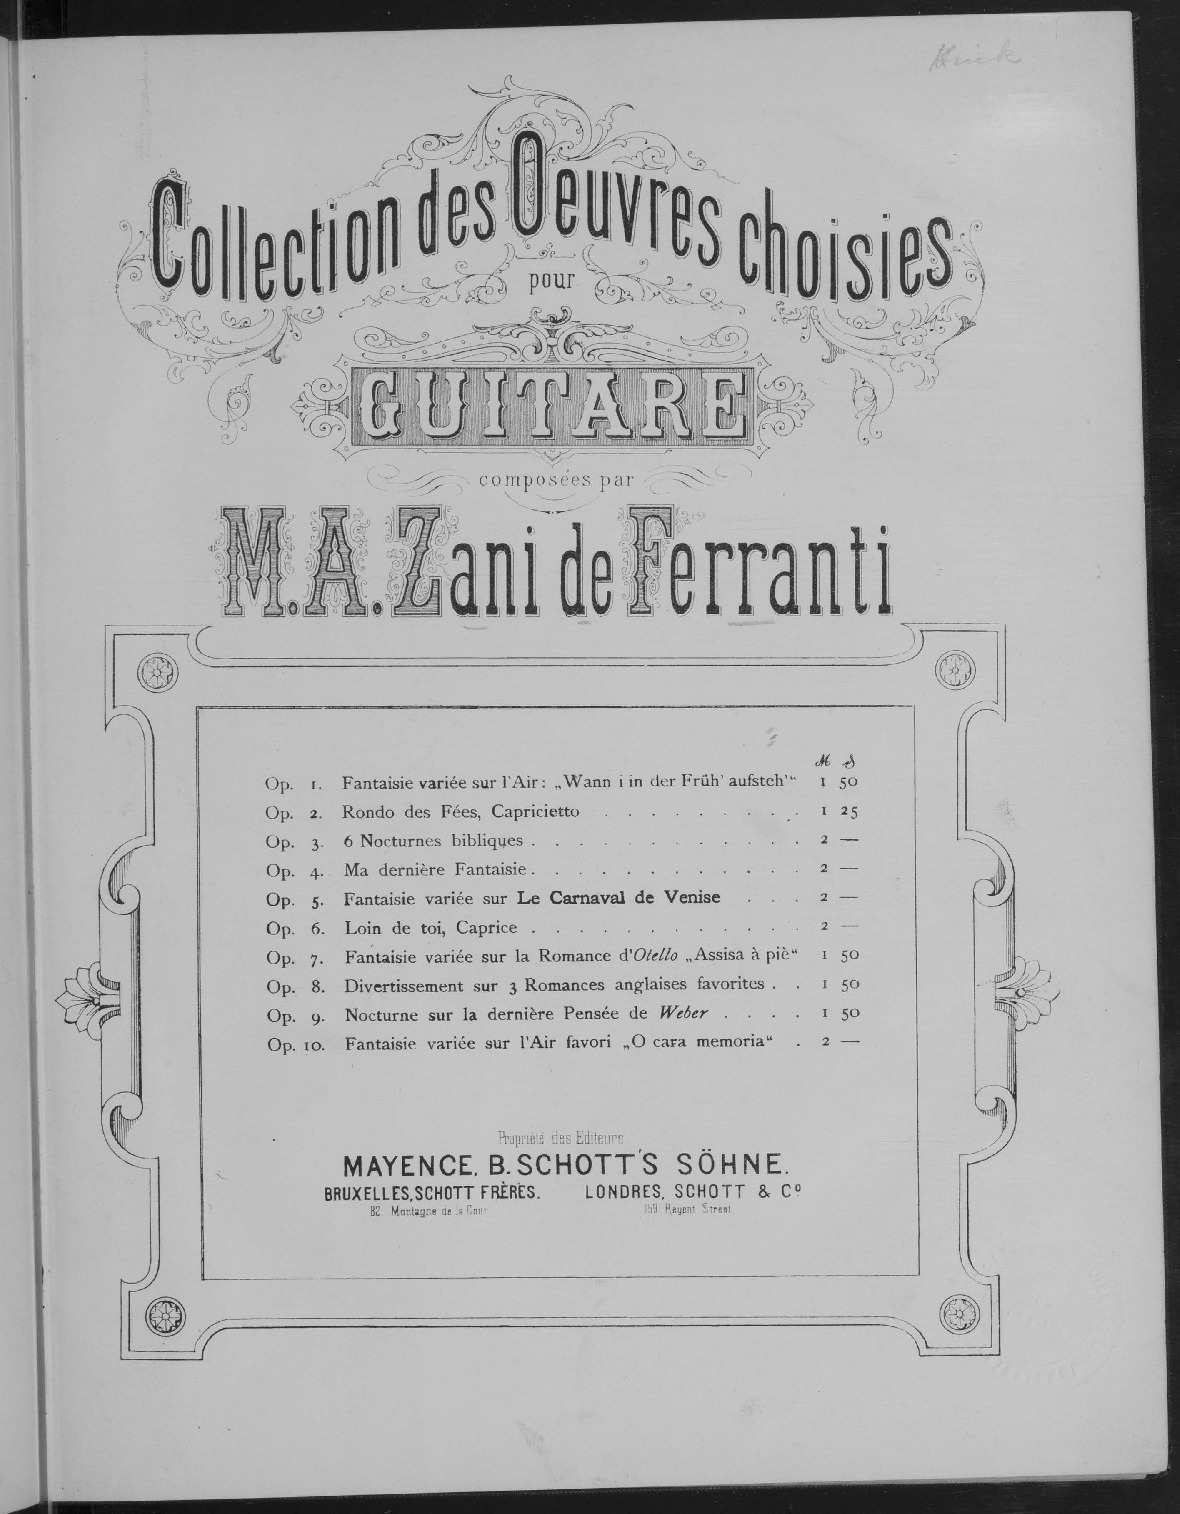 Krick
Collection des Oeuvres choisies
pour
GUITARE
composées par
M. A. Zani de Ferranti
M S
Op. 1. Fantaisie variée sur l'Air: „Wann i in der Früh' aufsteh'“ 1 50
Op. 2. Rondo des Fées, Capricietto . . . . . . . . . 1 25
Op. 3. 6 Nocturnes bibliques . . . . . . . . . . . . 2 —
Op. 4. Ma dernière Fantaisie . . . . . . . . . . . . 2 —
Op. 5. Fantaisie variée sur Le Carnaval de Venise . . . 2 —
Op. 6. Loin de toi, Caprice . . . . . . . . . . . . 2 —
Op. 7. Fantaisie variée sur la Romance d'Otello „Assisa à piè“ 1 50
Op. 8. Divertissement sur 3 Romances anglaises favorites . . 1 50
Op. 9. Nocturne sur la dernière Pensée de Weber . . . . 1 50
Op. 10. Fantaisie variée sur l'Air favori „O cara memoria“ . 2 —
Propriété des Editeurs
MAYENCE, B. SCHOTT'S SÖHNE.
BRUXELLES, SCHOTT FRÈRES. LONDRES, SCHOTT & Co
82 Montagne de la Cour 159 Regent Street